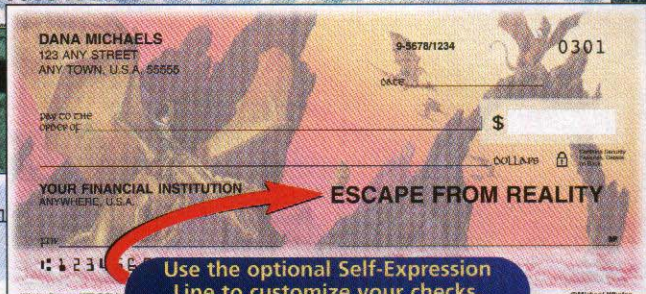 DANA MICHAELS
123 ANY STREET
ANY TOWN, U.S.A. 55555
9-5678/1234
0301
DATE
PAY TO THE
ORDER OF
$
DOLLARS
YOUR FINANCIAL INSTITUTION
ANYWHERE, U.S.A.
ESCAPE FROM REALITY
FOR
Use the optional Self-Expression
Line to customize your checks